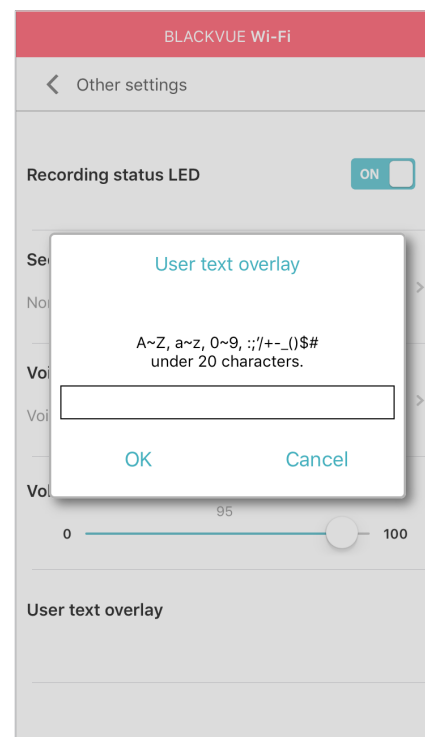 BLACKVUE Wi-Fi
Other settings
Recording status LED
ON
User text overlay
A~Z, a~z, 0~9, :;'/+-_()$#
under 20 characters.
OK Cancel
95
0 100
User text overlay